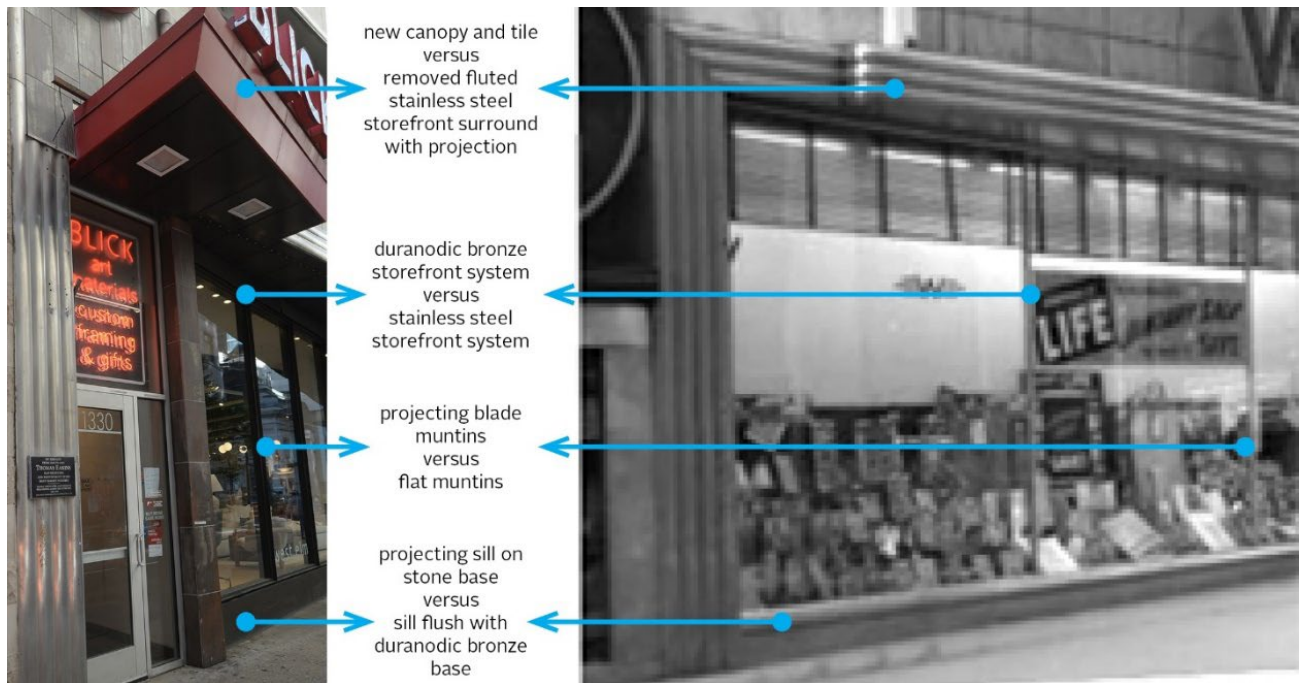 BLICK
BLICK
art
materials
custom
framing
& gifts
1330
new canopy and tile
versus
removed fluted
stainless steel
storefront surround
with projection
duranodic bronze
storefront system
versus
stainless steel
storefront system
projecting blade
muntins
versus
flat muntins
projecting sill on
stone base
versus
sill flush with
duranodic bronze
base
LIFE